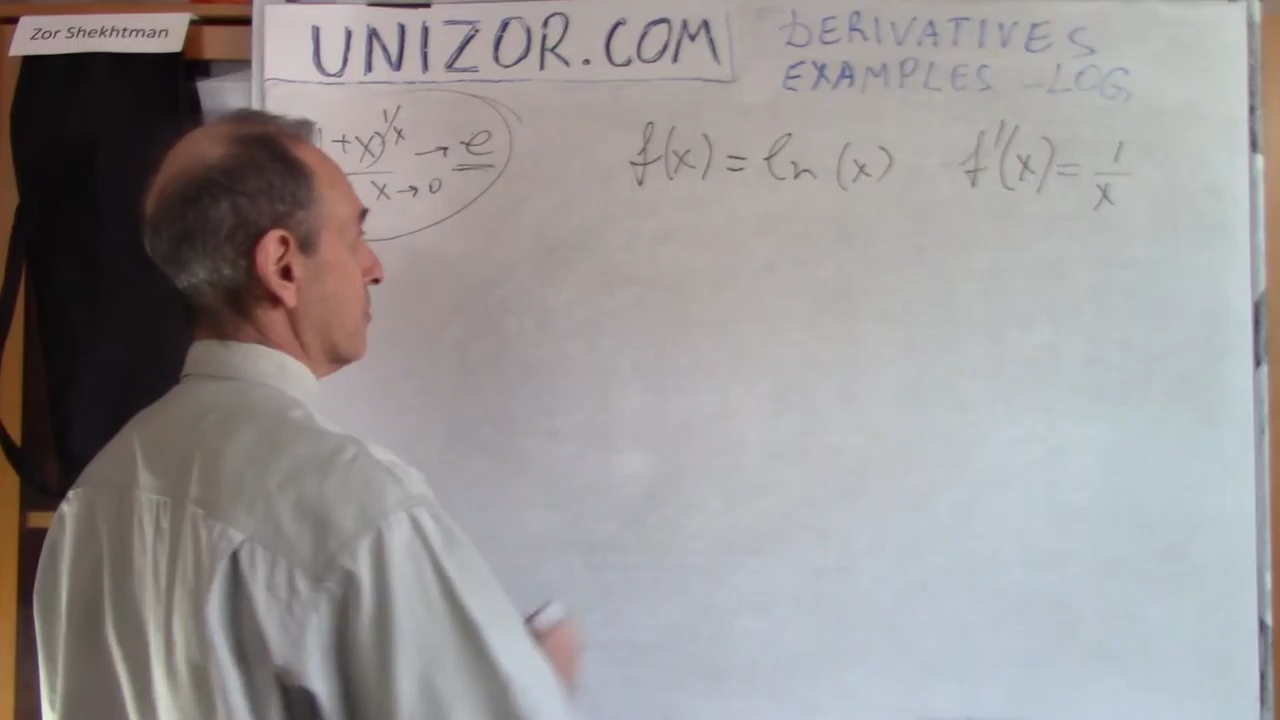 Zor Shekhtman
UNIZOR.COM
DERIVATIVES
EXAMPLES - LOG
+x)^{1/x} → e
x→0
f(x) = ln (x) f'(x) = 1/x